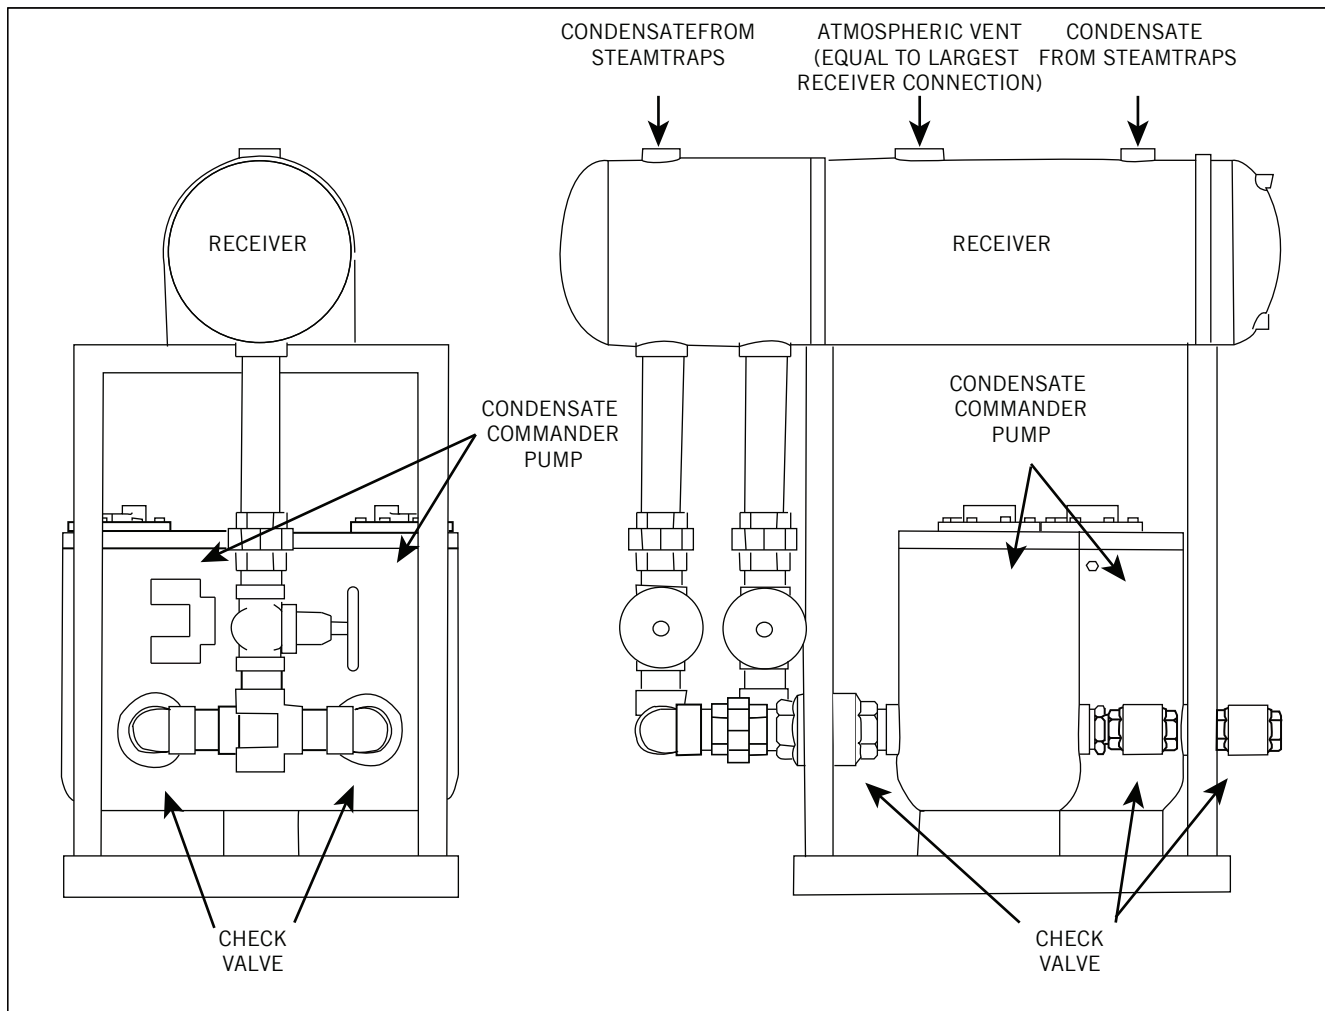 CONDENSATEFROM
STEAMTRAPS
ATMOSPHERIC VENT
(EQUAL TO LARGEST
RECEIVER CONNECTION)
CONDENSATE
FROM STEAMTRAPS
RECEIVER
RECEIVER
CONDENSATE
COMMANDER
PUMP
CONDENSATE
COMMANDER
PUMP
CHECK
VALVE
CHECK
VALVE